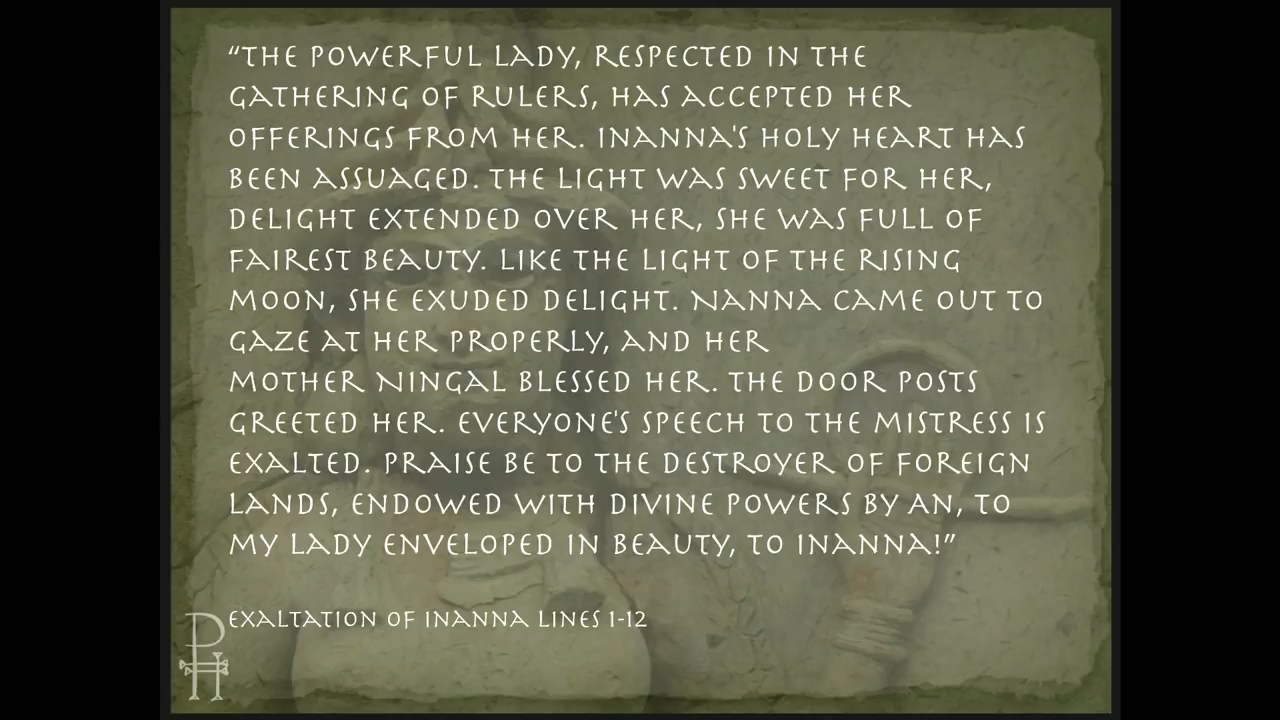 “THE POWERFUL LADY, RESPECTED IN THE
GATHERING OF RULERS, HAS ACCEPTED HER
OFFERINGS FROM HER. INANNA'S HOLY HEART HAS
BEEN ASSUAGED. THE LIGHT WAS SWEET FOR HER,
DELIGHT EXTENDED OVER HER, SHE WAS FULL OF
FAIREST BEAUTY. LIKE THE LIGHT OF THE RISING
MOON, SHE EXUDED DELIGHT. NANNA CAME OUT TO
GAZE AT HER PROPERLY, AND HER
MOTHER NINGAL BLESSED HER. THE DOOR POSTS
GREETED HER. EVERYONE'S SPEECH TO THE MISTRESS IS
EXALTED. PRAISE BE TO THE DESTROYER OF FOREIGN
LANDS, ENDOWED WITH DIVINE POWERS BY AN, TO
MY LADY ENVELOPED IN BEAUTY, TO INANNA!”
EXALTATION OF INANNA LINES 1-12
PH